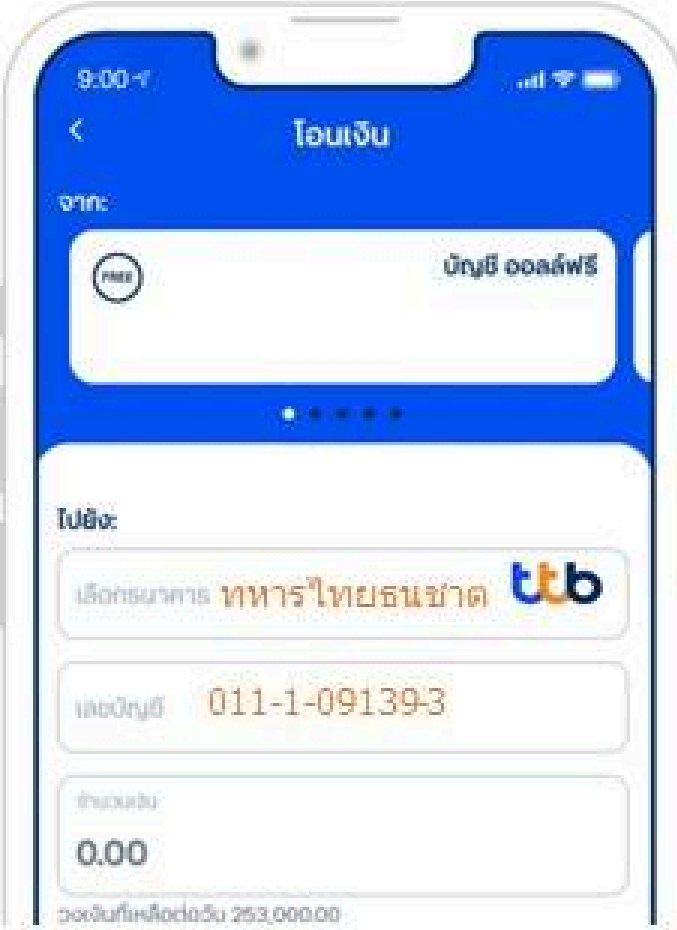 9:00
โอนเงิน
จาก:
FREE
บัญชี ออลล์ฟรี
ไปยัง:
เลือกธนาคาร ทหารไทยธนชาต ttb
เลขบัญชี 011-1-09139-3
จำนวนเงิน
0.00
วงเงินที่เหลือต่อวัน 253,000.00